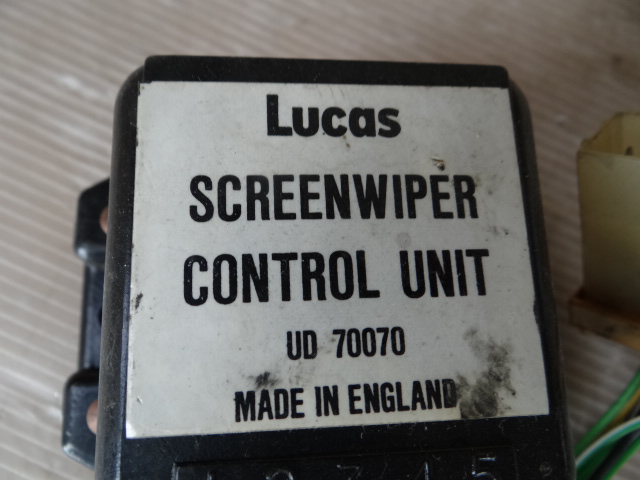 Lucas
SCREENWIPER
CONTROL UNIT
UD 70070
MADE IN ENGLAND